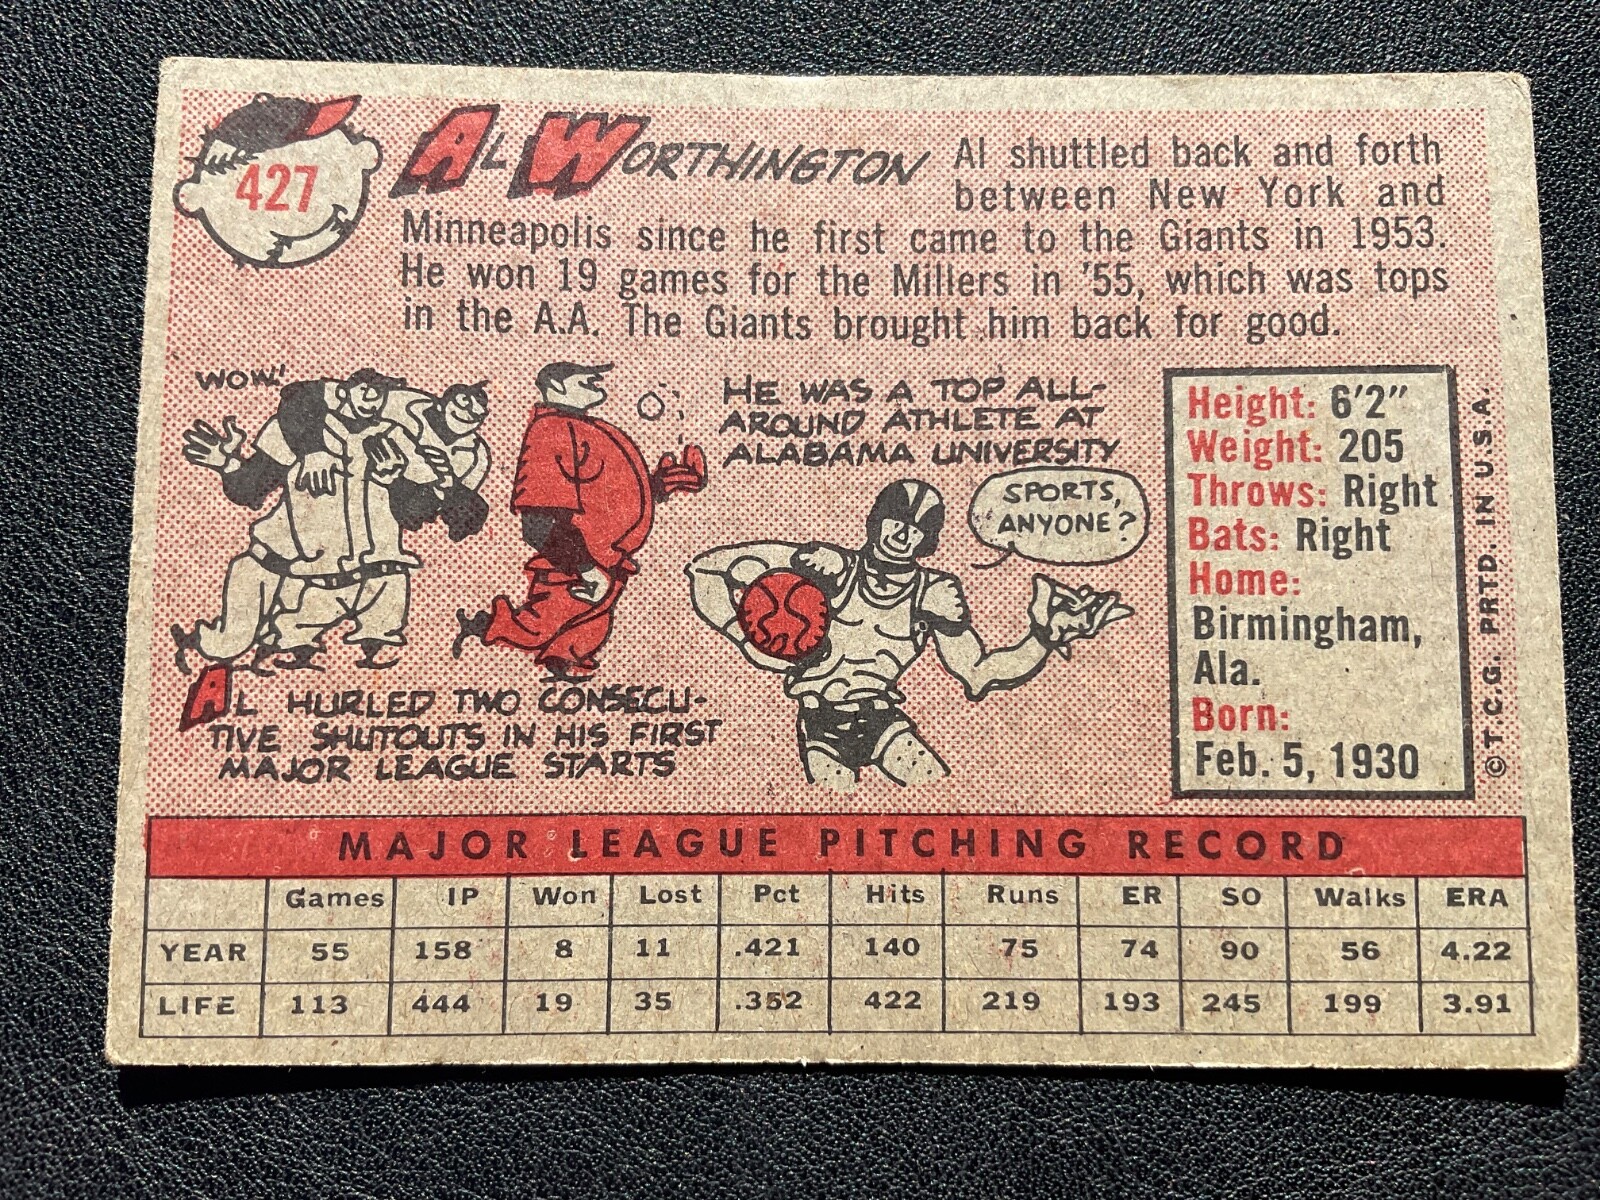 427
AL WORTHINGTON
Al shuttled back and forth
between New York and
Minneapolis since he first came to the Giants in 1953.
He won 19 games for the Millers in '55, which was tops
in the A.A. The Giants brought him back for good.
WOW!
AL HURLED TWO CONSECU-
TIVE SHUTOUTS IN HIS FIRST
MAJOR LEAGUE STARTS
HE WAS A TOP ALL-
AROUND ATHLETE AT
ALABAMA UNIVERSITY
SPORTS,
ANYONE?
Height: 6'2"
Weight: 205
Throws: Right
Bats: Right
Home:
Birmingham,
Ala.
Born:
Feb. 5, 1930
© T.C.G. PRTD. IN U.S.A.
MAJOR LEAGUE PITCHING RECORD
Games IP Won Lost Pct Hits Runs ER SO Walks ERA
YEAR 55 158 8 11 .421 140 75 74 90 56 4.22
LIFE 113 444 19 35 .352 422 219 193 245 199 3.91